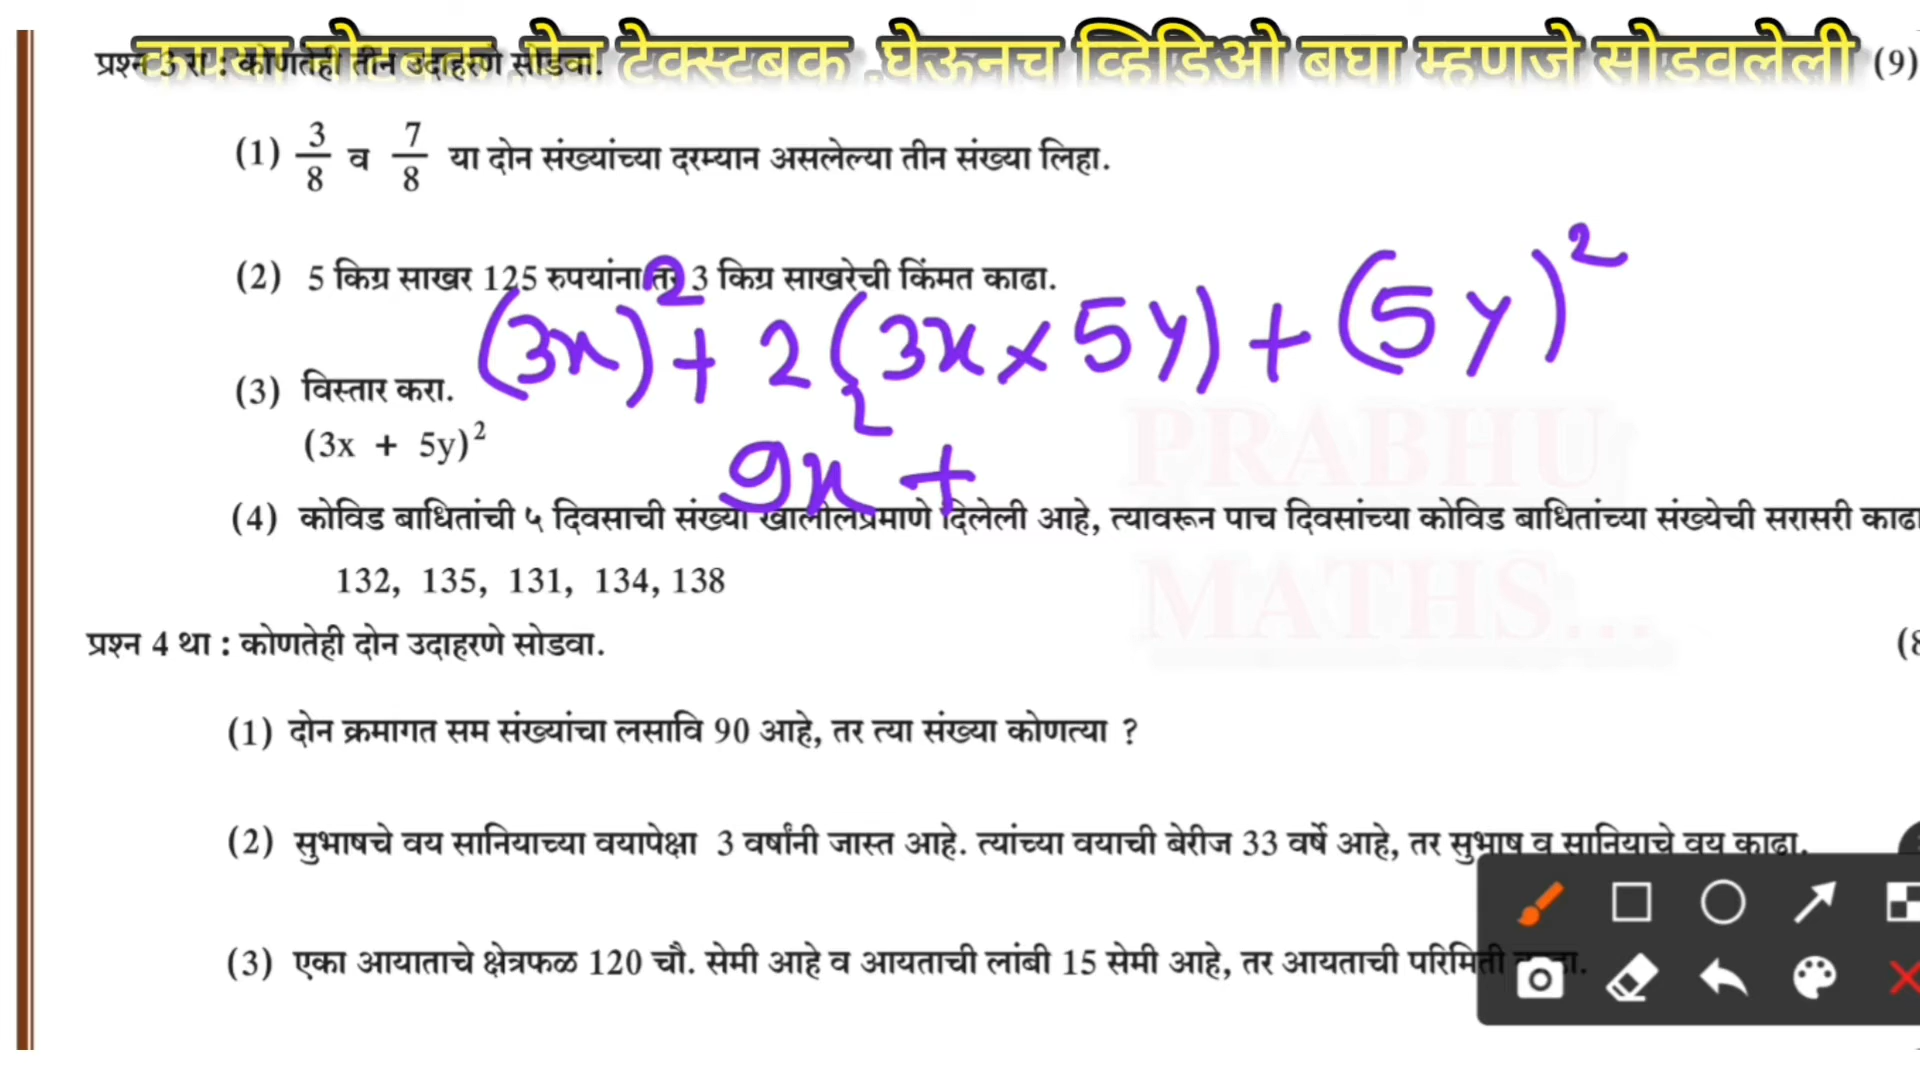 कृपया नोटबुक ,पेन टेक्स्टबुक ,घेऊनच व्हिडिओ बघा म्हणजे सोडवलेली
प्रश्न 3 रा : कोणतेही तीन उदाहरणे सोडवा. (9)
(1) 3/8 व 7/8 या दोन संख्यांच्या दरम्यान असलेल्या तीन संख्या लिहा.
(2) 5 किग्र साखर 125 रुपयांना तर 3 किग्र साखरेची किंमत काढा.
(3x)² + 2(3x × 5y) + (5y)²
(3) विस्तार करा.
(3x + 5y)²
9x² +
PRABHU
(4) कोविड बाधितांची ५ दिवसाची संख्या खालीलप्रमाणे दिलेली आहे, त्यावरून पाच दिवसांच्या कोविड बाधितांच्या संख्येची सरासरी काढा
132, 135, 131, 134, 138
MATHS...
प्रश्न 4 था : कोणतेही दोन उदाहरणे सोडवा. (8
(1) दोन क्रमागत सम संख्यांचा लसावि 90 आहे, तर त्या संख्या कोणत्या ?
(2) सुभाषचे वय सानियाच्या वयापेक्षा 3 वर्षांनी जास्त आहे. त्यांच्या वयाची बेरीज 33 वर्षे आहे, तर सुभाष व सानियाचे वय काढा.
(3) एका आयाताचे क्षेत्रफळ 120 चौ. सेमी आहे व आयताची लांबी 15 सेमी आहे, तर आयताची परिमिती